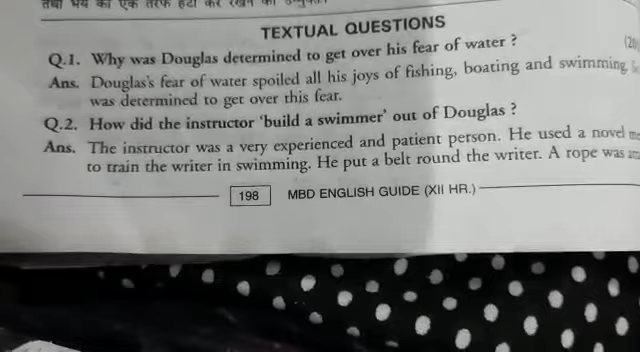 तथा भय को एक तरफ हटा कर रखने की
TEXTUAL QUESTIONS
Q.1. Why was Douglas determined to get over his fear of water ?
Ans. Douglas's fear of water spoiled all his joys of fishing, boating and swimming.
was determined to get over this fear.
Q.2. How did the instructor 'build a swimmer' out of Douglas ?
Ans. The instructor was a very experienced and patient person. He used a novel
to train the writer in swimming. He put a belt round the writer. A rope was
198 MBD ENGLISH GUIDE (XII HR.)